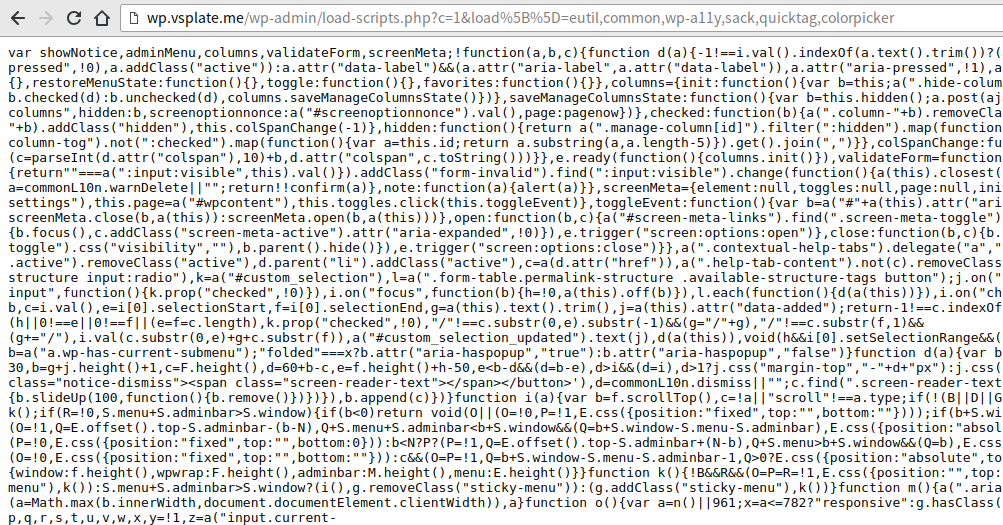 wp.vsplate.me/wp-admin/load-scripts.php?c=1&load%5B%5D=eutil,common,wp-a11y,sack,quicktag,colorpicker
var showNotice,adminMenu,columns,validateForm,screenMeta;!function(a,b,c){function d(a){-1!==i.val().indexOf(a.text().trim())?(
pressed",!0),a.addClass("active")):a.attr("data-label")&&(a.attr("aria-label",a.attr("data-label")),a.attr("aria-pressed",!1),a
{},restoreMenuState:function(){},toggle:function(){},favorites:function(){}},columns={init:function(){var b=this;a(".hide-colum
b.checked(d):b.unchecked(d),columns.saveManageColumnsState()})},saveManageColumnsState:function(){var b=this.hidden();a.post(aj
columns",hidden:b,screenoptionnonce:a("#screenoptionnonce").val(),page:pagenow})},checked:function(b){a(".column-"+b).removeCla
"+b).addClass("hidden"),this.colSpanChange(-1)},hidden:function(){return a(".manage-column[id]").filter(":hidden").map(function
column-tog").not(":checked").map(function(){var a=this.id;return a.substring(a,a.length-5)}).get().join(",")}},colSpanChange:fu
(c=parseInt(d.attr("colspan"),10)+b,d.attr("colspan",c.toString()))}},e.ready(function(){columns.init()}),validateForm=function
{return""===a(":input:visible",this).val()}).addClass("form-invalid").find(":input:visible").change(function(){a(this).closest(
a=commonL10n.warnDelete||"";return!!confirm(a)},note:function(a){alert(a)}},screenMeta={element:null,toggles:null,page:null,ini
settings"),this.page=a("#wpcontent"),this.toggles.click(this.toggleEvent)},toggleEvent:function(){var b=a("#"+a(this).attr("ari
screenMeta.close(b,a(this)):screenMeta.open(b,a(this)))},open:function(b,c){a("#screen-meta-links").find(".screen-meta-toggle")
{b.focus(),c.addClass("screen-meta-active").attr("aria-expanded",!0)}),e.trigger("screen:options:open")},close:function(b,c){b.
toggle").css("visibility",""),b.parent().hide()}),e.trigger("screen:options:close")}},a(".contextual-help-tabs").delegate("a","
.active").removeClass("active"),d.parent("li").addClass("active"),c=a(d.attr("href")),a(".help-tab-content").not(c).removeClass
structure input:radio"),k=a("#custom_selection"),l=a(".form-table.permalink-structure .available-structure-tags button");j.on("
input",function(){k.prop("checked",!0)}),i.on("focus",function(b){h=!0,a(this).off(b)}),l.each(function(){d(a(this))}),i.on("ch
b,c=i.val(),e=i[0].selectionStart,f=i[0].selectionEnd,g=a(this).text().trim(),j=a(this).attr("data-added");return-1!==c.indexOf
(h||0!==e||0!==f||(e=f=c.length),k.prop("checked",!0),"/"!==c.substr(0,e).substr(-1)&&(g="/"+g),"/"!==c.substr(f,1)&&
(g+="/"),i.val(c.substr(0,e)+g+c.substr(f)),a("#custom_selection_updated").text(j),d(a(this)),void(h&&i[0].setSelectionRange&&(
b=a("a.wp-has-current-submenu");"folded"===x?b.attr("aria-haspopup","true"):b.attr("aria-haspopup","false")}function d(a){var b
30,b=g+j.height()+1,c=F.height(),d=60+b-c,e=f.height()+h-50,e<b-d&&(d=b-e),d>i&&(d=i),d>1?j.css("margin-top","-"+d+"px"):j.css(
class="notice-dismiss"><span class="screen-reader-text"></span></button>'),d=commonL10n.dismiss||"";c.find(".screen-reader-text
{b.slideUp(100,function(){b.remove()})})}),b.append(c)})}function i(a){var b=f.scrollTop(),c=!a||"scroll"!==a.type;if(!(B||D||G
k();if(R=!0,S.menu+S.adminbar>S.window){if(b<0)return void(O||(O=!0,P=!1,E.css({position:"fixed",top:"",bottom:""})));if(b+S.wi
(O=!1,Q=E.offset().top-S.adminbar-(b-N),Q+S.menu+S.adminbar<b+S.window&&(Q=b+S.window-S.menu-S.adminbar),E.css({position:"absol
(P=!0,E.css({position:"fixed",top:"",bottom:0})):b<N?P?(P=!1,Q=E.offset().top-S.adminbar+(N-b),Q+S.menu>b+S.window&&(Q=b),E.css
(O=!0,E.css({position:"fixed",top:"",bottom:""})):c&&(O=P=!1,Q=b+S.window-S.menu-S.adminbar-1,Q>0?E.css({position:"absolute",to
{window:f.height(),wpwrap:F.height(),adminbar:M.height(),menu:E.height()}}function k(){!B&&R&&(O=P=R=!1,E.css({position:"",top:
menu"),k()):S.menu+S.adminbar>S.window?(i(),g.removeClass("sticky-menu")):(g.addClass("sticky-menu"),k())}function m(){a(".aria
(a=Math.max(b.innerWidth,document.documentElement.clientWidth)),a}function o(){var a=n()||961;x=a<=782?"responsive":g.hasClass(
p,q,r,s,t,u,v,w,x,y=!1,z=a("input.current-